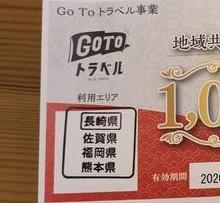 Go To トラベル事業
GOTO
トラベル
利用エリア
長崎県
佐賀県
福岡県
熊本県
地域共
1,0
有効期間 2020